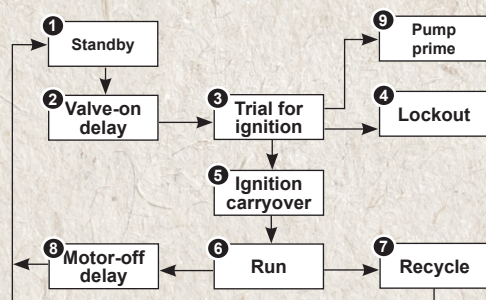 1
Standby
2
Valve-on
delay
3
Trial for
ignition
9
Pump
prime
4
Lockout
5
Ignition
carryover
8
Motor-off
delay
6
Run
7
Recycle